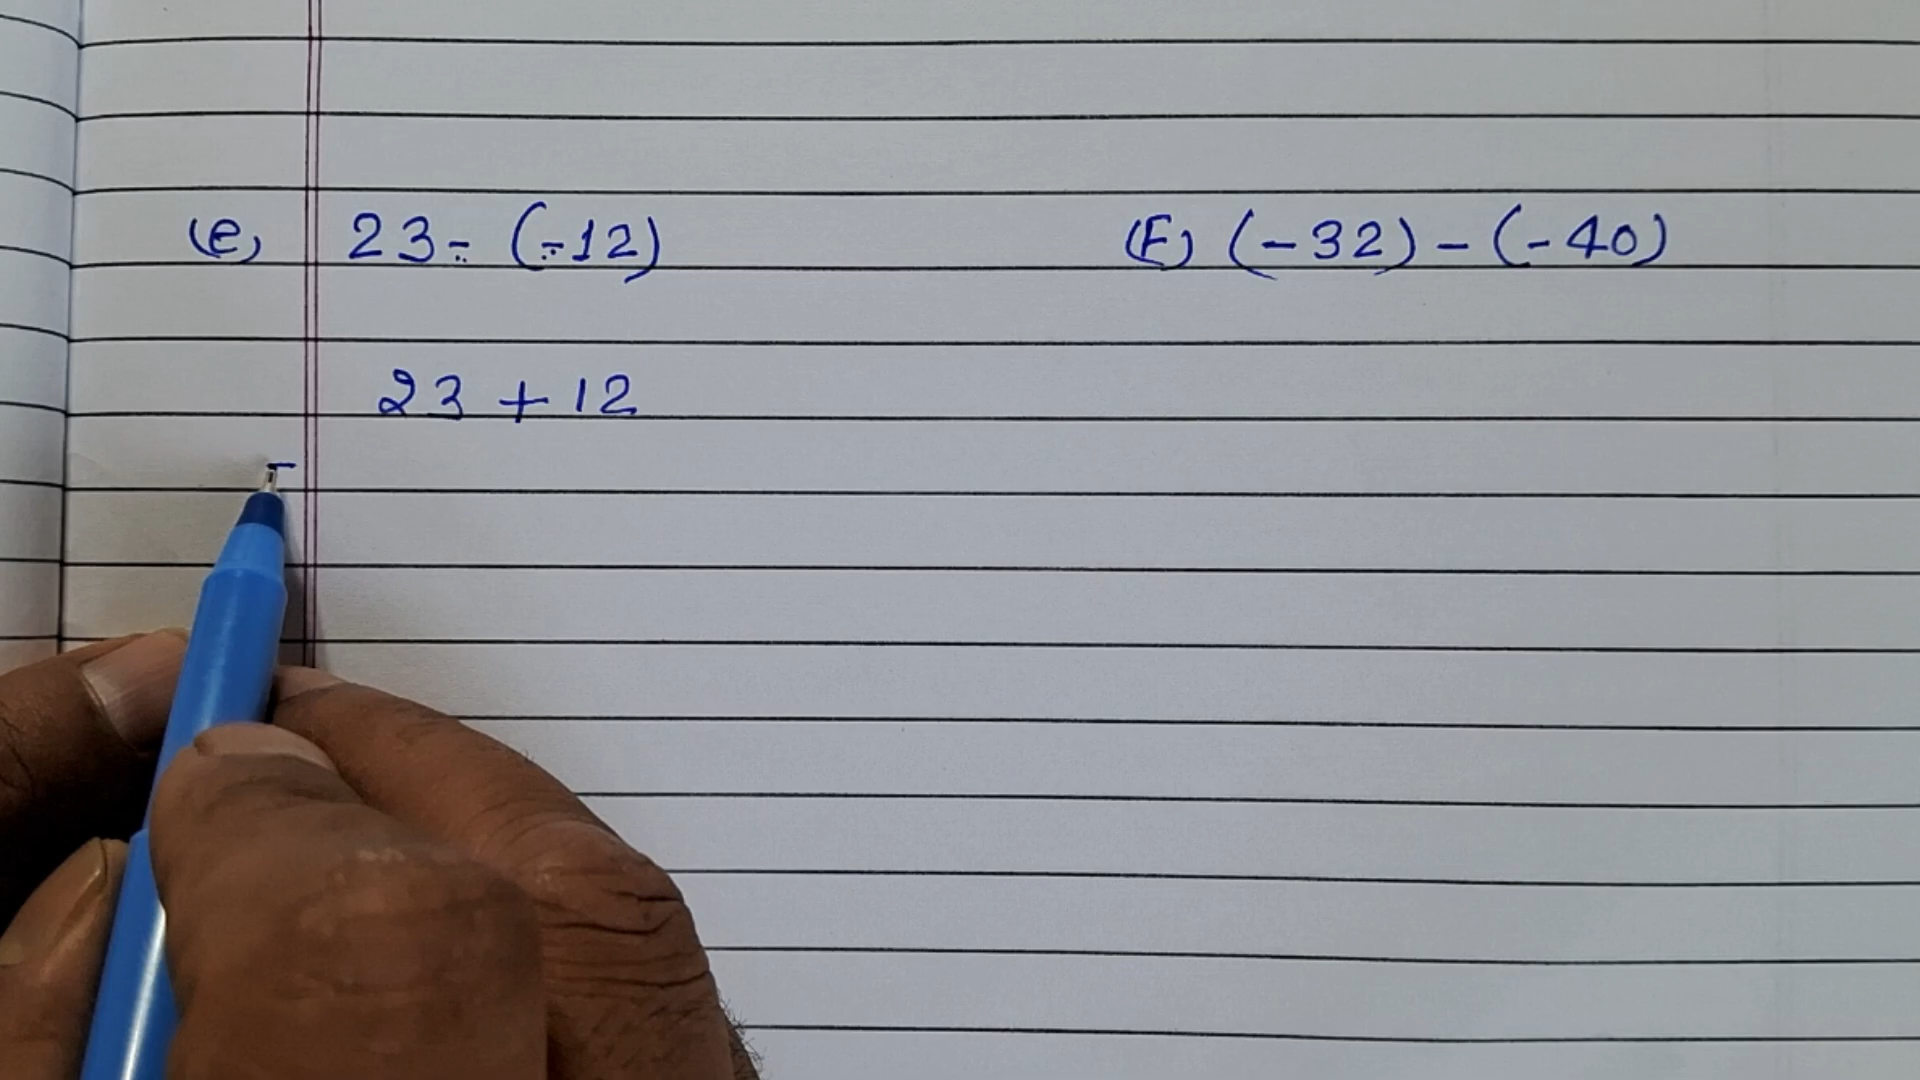 (e) 23 - (-12)
(F) (-32) - (-40)
23 + 12